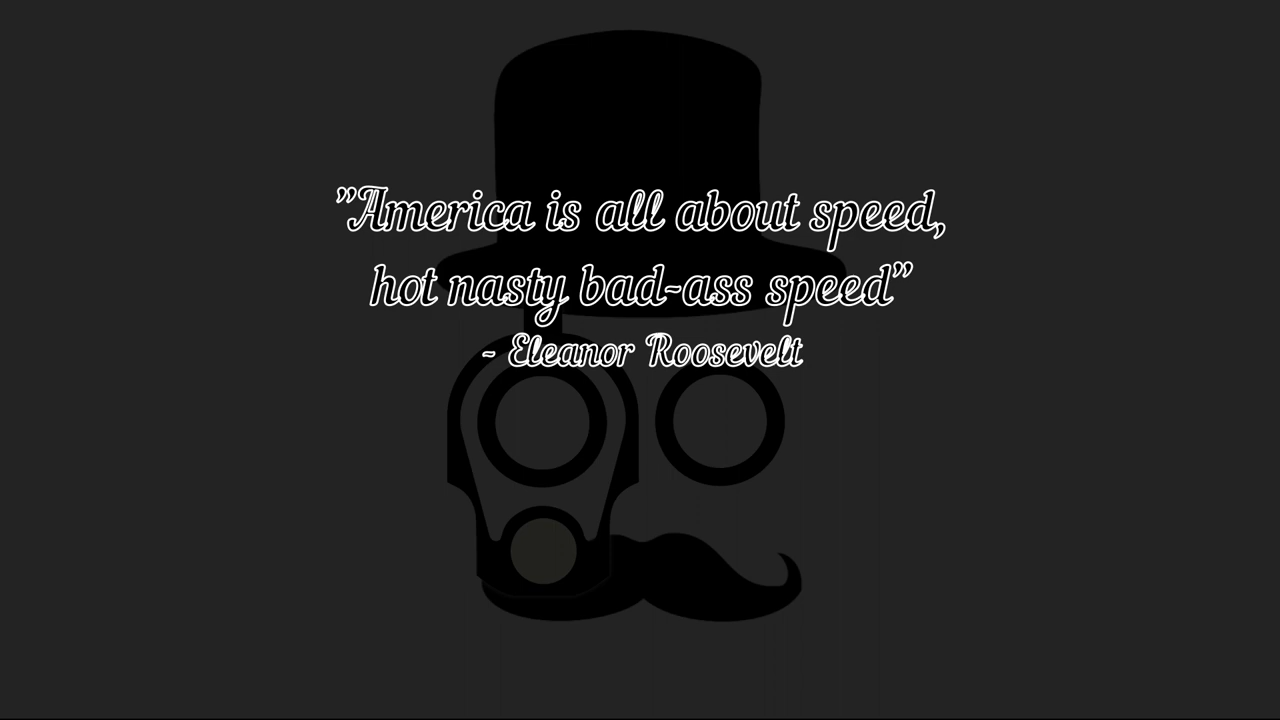 "America is all about speed,
hot nasty bad-ass speed"
- Eleanor Roosevelt